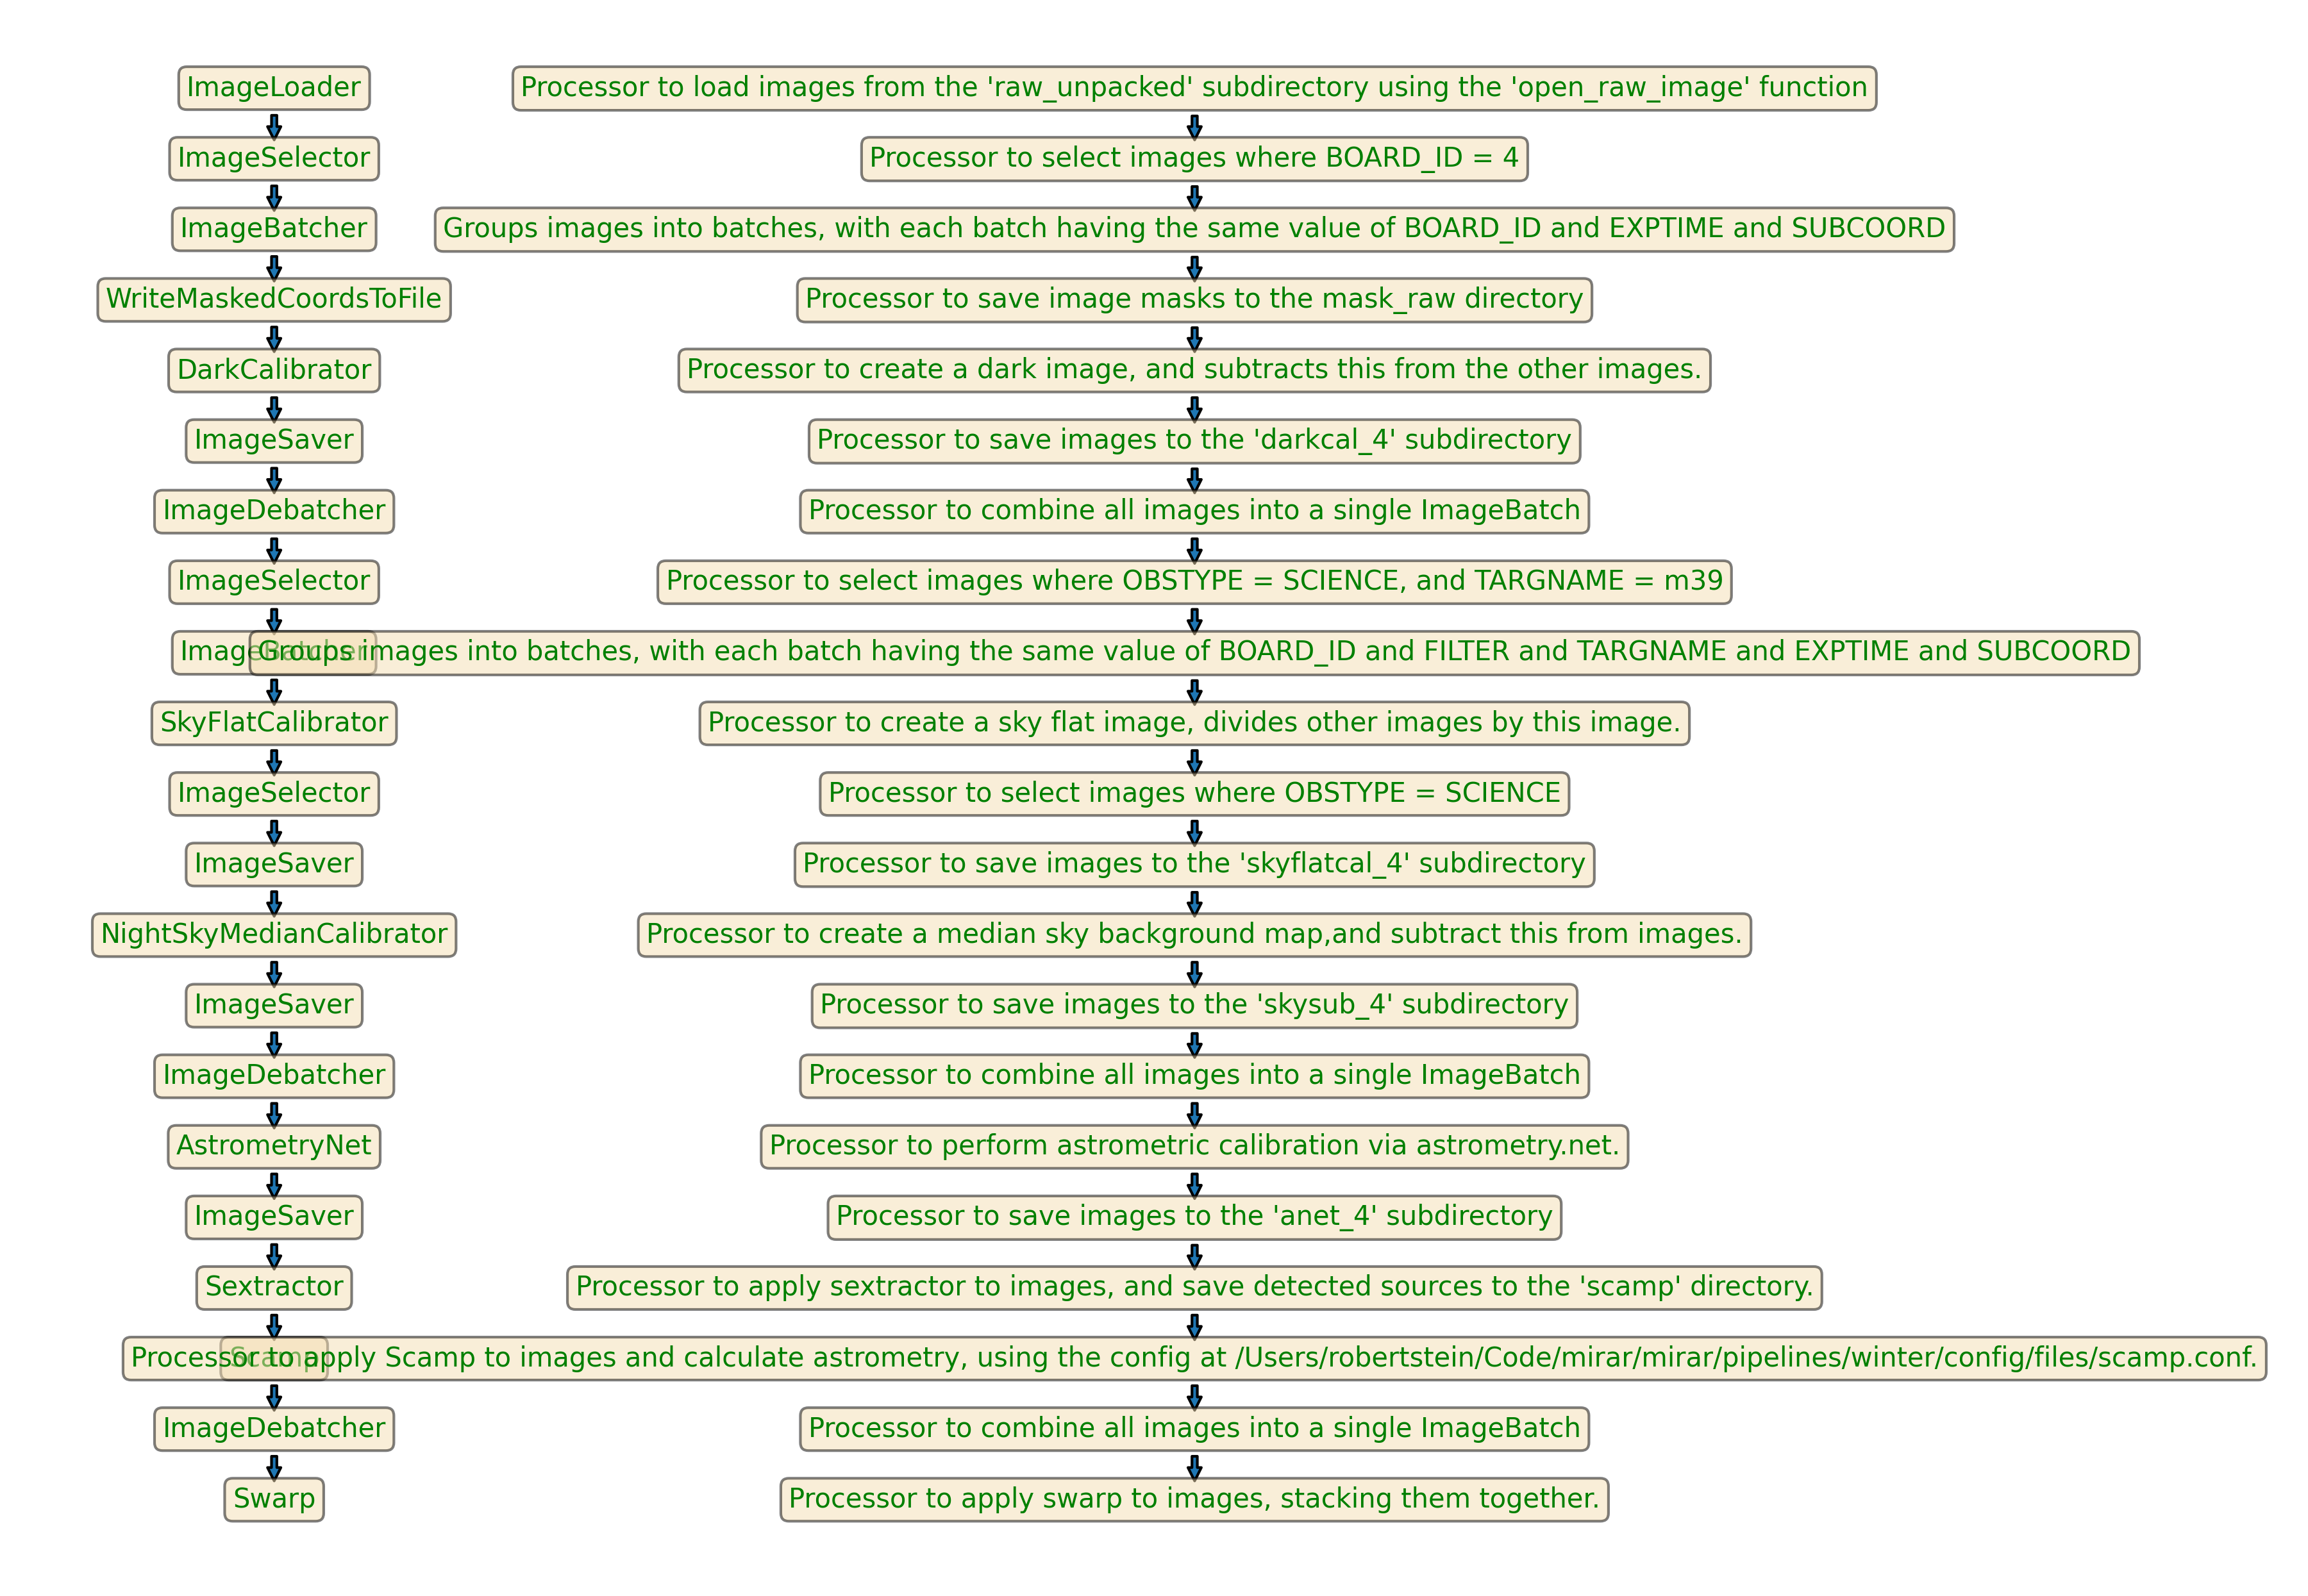 ImageLoader Processor to load images from the 'raw_unpacked' subdirectory using the 'open_raw_image' function
ImageSelector Processor to select images where BOARD_ID = 4
ImageBatcher Groups images into batches, with each batch having the same value of BOARD_ID and EXPTIME and SUBCOORD
WriteMaskedCoordsToFile Processor to save image masks to the mask_raw directory
DarkCalibrator Processor to create a dark image, and subtracts this from the other images.
ImageSaver Processor to save images to the 'darkcal_4' subdirectory
ImageDebatcher Processor to combine all images into a single ImageBatch
ImageSelector Processor to select images where OBSTYPE = SCIENCE, and TARGNAME = m39
ImageBatcher Groups images into batches, with each batch having the same value of BOARD_ID and FILTER and TARGNAME and EXPTIME and SUBCOORD
SkyFlatCalibrator Processor to create a sky flat image, divides other images by this image.
ImageSelector Processor to select images where OBSTYPE = SCIENCE
ImageSaver Processor to save images to the 'skyflatcal_4' subdirectory
NightSkyMedianCalibrator Processor to create a median sky background map,and subtract this from images.
ImageSaver Processor to save images to the 'skysub_4' subdirectory
ImageDebatcher Processor to combine all images into a single ImageBatch
AstrometryNet Processor to perform astrometric calibration via astrometry.net.
ImageSaver Processor to save images to the 'anet_4' subdirectory
Sextractor Processor to apply sextractor to images, and save detected sources to the 'scamp' directory.
Scamp Processor to apply Scamp to images and calculate astrometry, using the config at /Users/robertstein/Code/mirar/mirar/pipelines/winter/config/files/scamp.conf.
ImageDebatcher Processor to combine all images into a single ImageBatch
Swarp Processor to apply swarp to images, stacking them together.